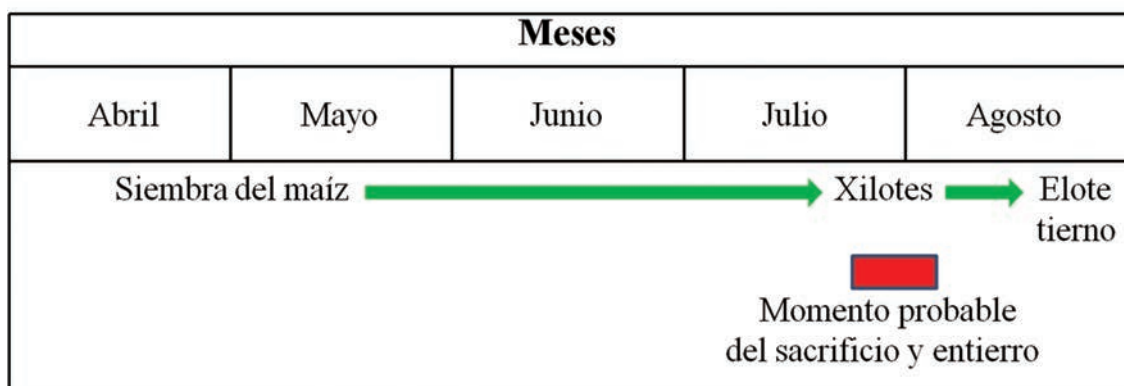 Meses
Abril Mayo Junio Julio Agosto
Siembra del maíz Xilotes Elote
tierno
Momento probable
del sacrificio y entierro